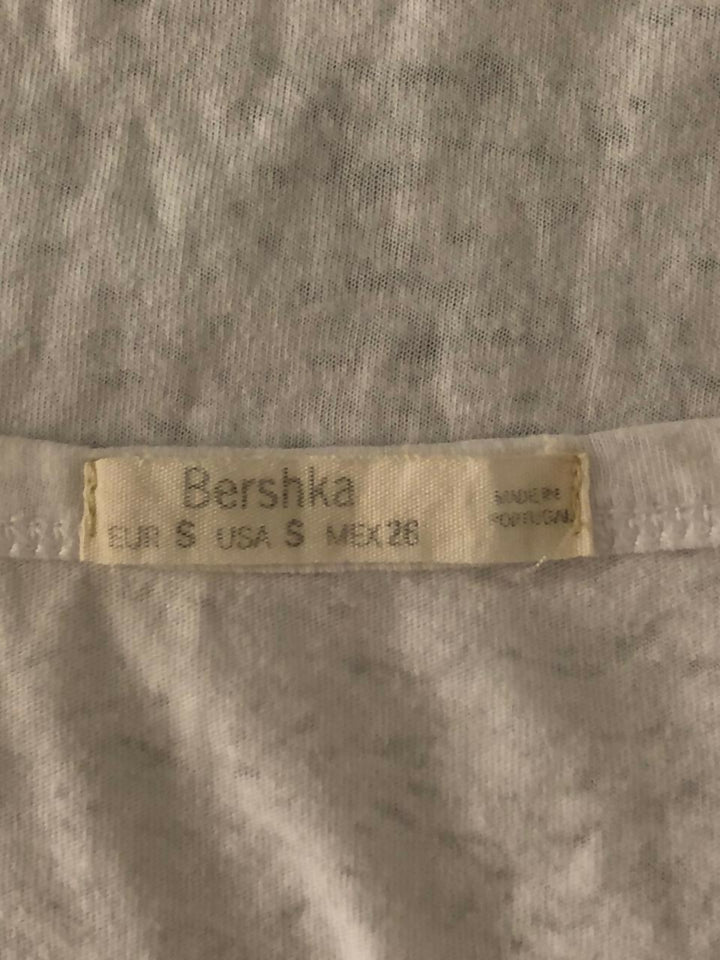 Bershka
EUR S USA S MEX 26
MADE IN
PORTUGAL